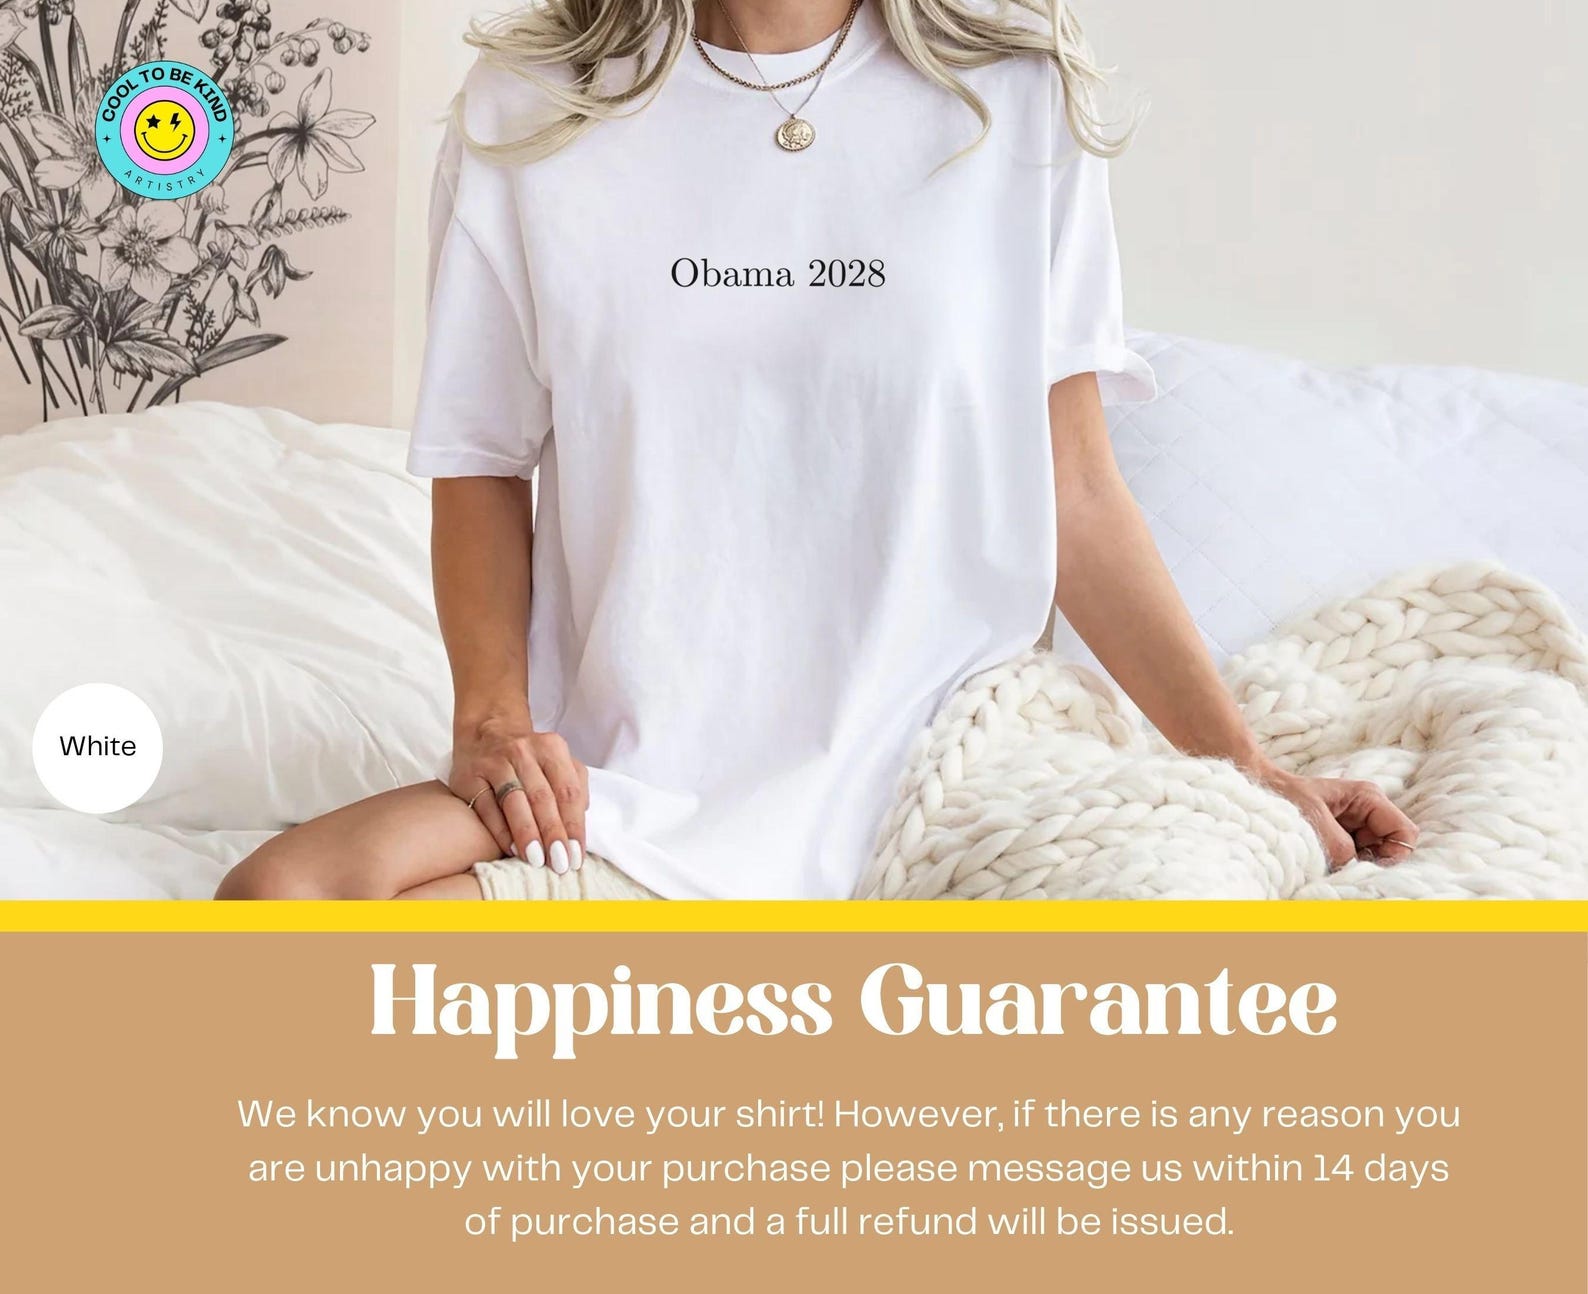 COOL TO BE KIND
ARTISTRY
Obama 2028
White
Happiness Guarantee
We know you will love your shirt! However, if there is any reason you
are unhappy with your purchase please message us within 14 days
of purchase and a full refund will be issued.